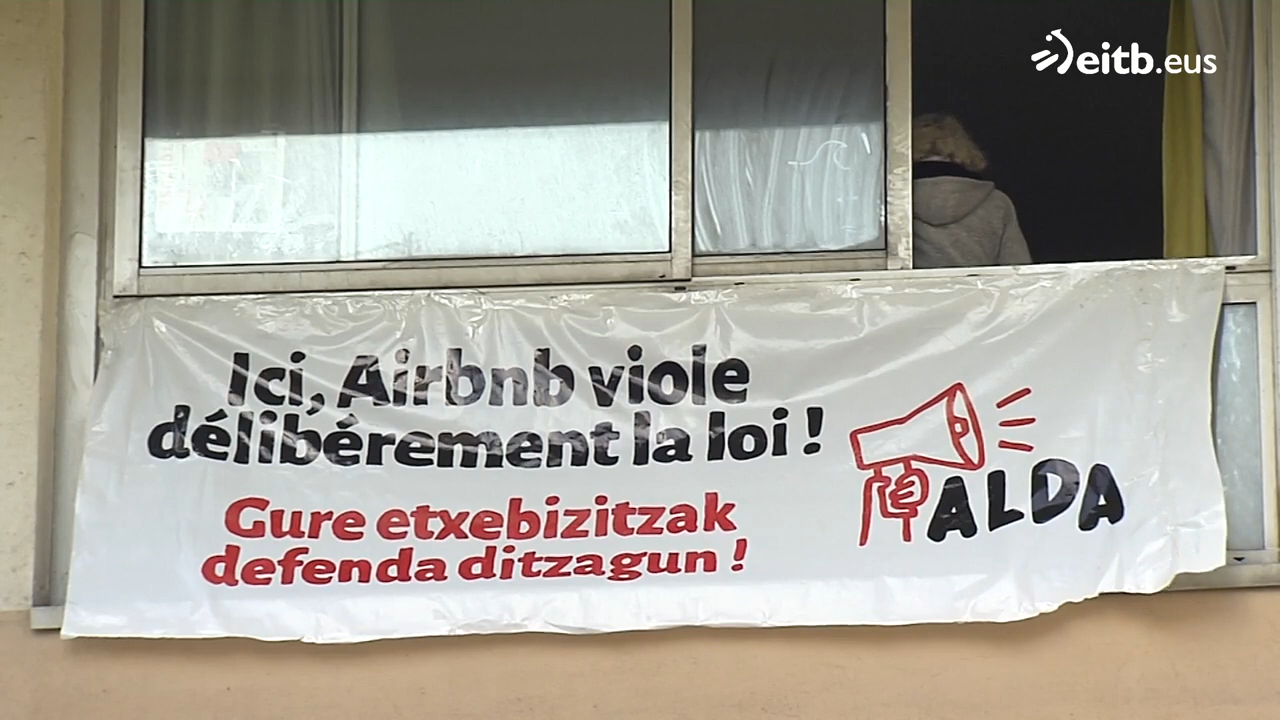 eitb.eus
Ici, Airbnb viole
délibérement la loi !
Gure etxebizitzak
defenda ditzagun !
ALDA